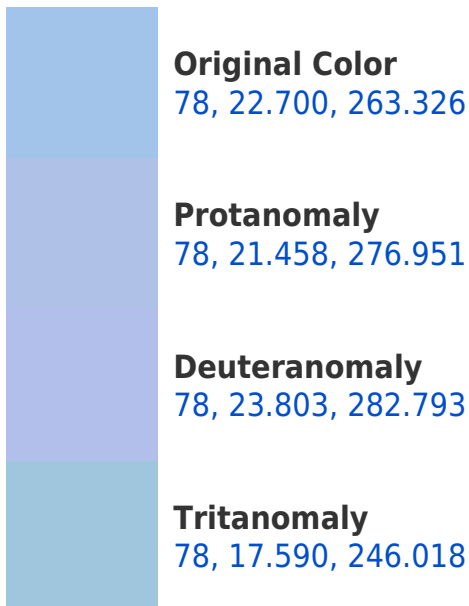 Original Color
78, 22.700, 263.326
Protanomaly
78, 21.458, 276.951
Deuteranomaly
78, 23.803, 282.793
Tritanomaly
78, 17.590, 246.018